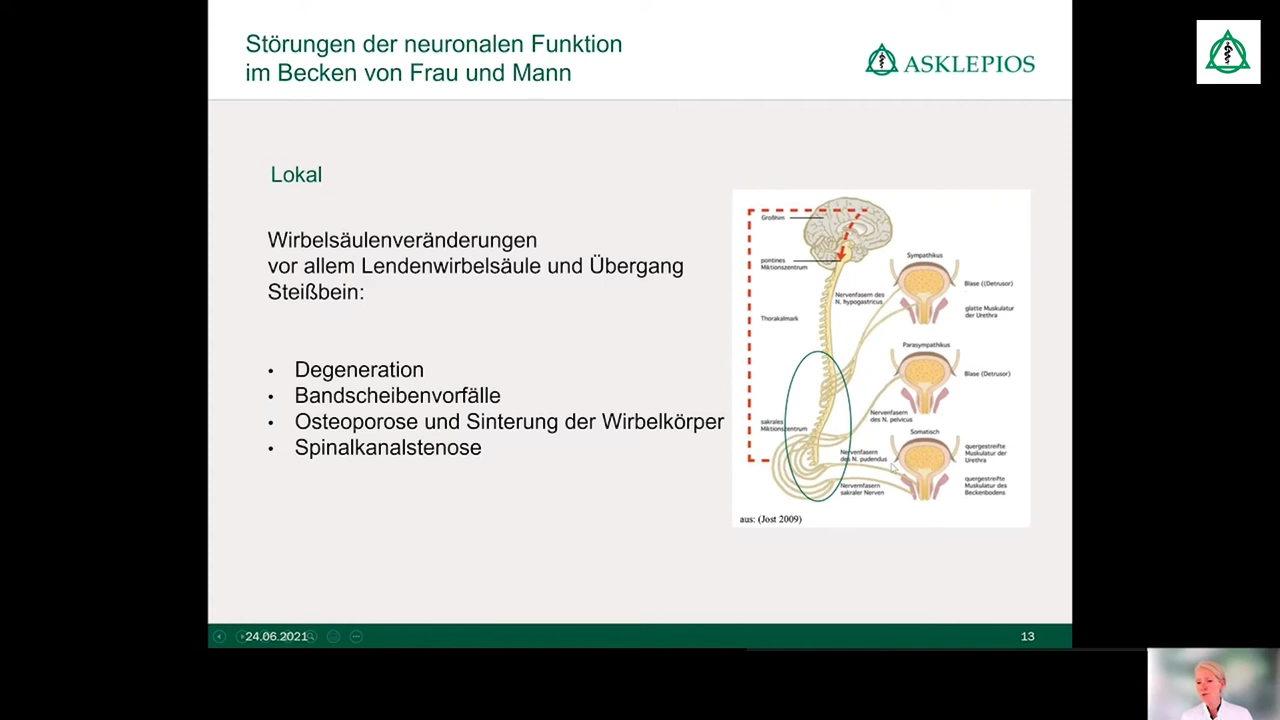 Störungen der neuronalen Funktion
im Becken von Frau und Mann
ASKLEPIOS
Lokal
Wirbelsäulenveränderungen
vor allem Lendenwirbelsäule und Übergang
Steißbein:
• Degeneration
• Bandscheibenvorfälle
• Osteoporose und Sinterung der Wirbelkörper
• Spinalkanalstenose
Großhirn
pontines
Miktionszentrum
Thorakalmark
sakrales
Miktionszentrum
Nervenfasern des
N. hypogastricus
Sympathikus
Blase ((Detrusor)
glatte Muskulatur
der Urethra
Parasympathikus
Blase (Detrusor)
Nervenfasern
des N. pelvicus
Somatisch
Nervenfasern
des N. pudendus
quergestreifte
Muskulatur der
Urethra
Nervenfasern
sakraler Nerven
quergestreifte
Muskulatur des
Beckenbodens
aus: (Jost 2009)
24.06.2021
13